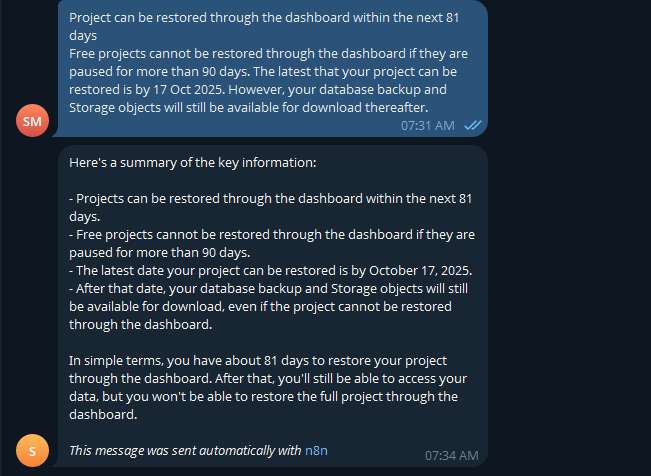 Project can be restored through the dashboard within the next 81
days
Free projects cannot be restored through the dashboard if they are
paused for more than 90 days. The latest that your project can be
restored is by 17 Oct 2025. However, your database backup and
Storage objects will still be available for download thereafter.
SM
07:31 AM
Here's a summary of the key information:
- Projects can be restored through the dashboard within the next 81
days.
- Free projects cannot be restored through the dashboard if they are
paused for more than 90 days.
- The latest date your project can be restored is by October 17, 2025.
- After that date, your database backup and Storage objects will still
be available for download, even if the project cannot be restored
through the dashboard.
In simple terms, you have about 81 days to restore your project
through the dashboard. After that, you'll still be able to access your
data, but you won't be able to restore the full project through the
dashboard.
S
This message was sent automatically with n8n
07:34 AM